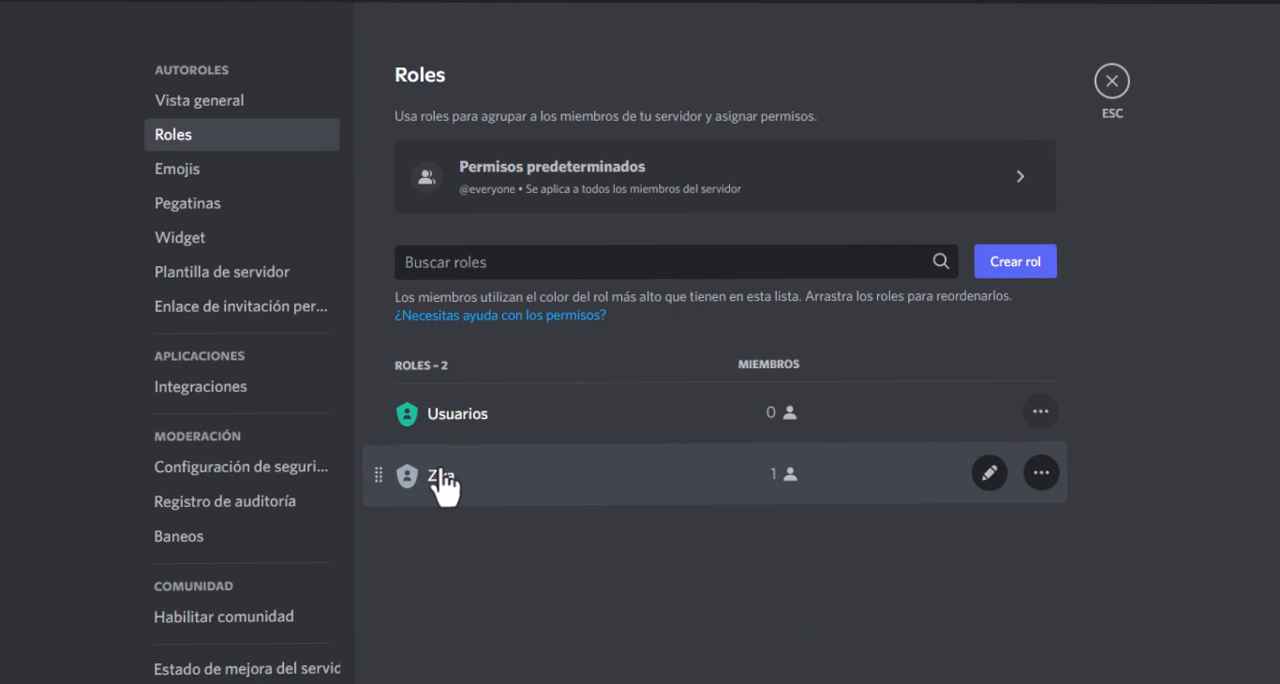 AUTOROLES
Vista general
Roles
Emojis
Pegatinas
Widget
Plantilla de servidor
Enlace de invitación per...
APLICACIONES
Integraciones
MODERACIÓN
Configuración de seguri...
Registro de auditoría
Baneos
COMUNIDAD
Habilitar comunidad
Estado de mejora del servid
Roles
Usa roles para agrupar a los miembros de tu servidor y asignar permisos.
Permisos predeterminados
@everyone • Se aplica a todos los miembros del servidor
Buscar roles
Crear rol
Los miembros utilizan el color del rol más alto que tienen en esta lista. Arrastra los roles para reordenarlos.
¿Necesitas ayuda con los permisos?
ROLES – 2 MIEMBROS
Usuarios 0
1
ESC